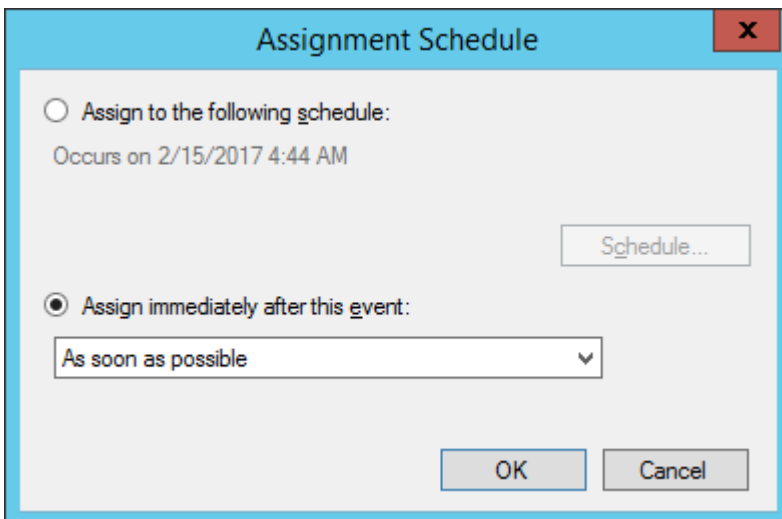 Assignment Schedule
x
Assign to the following schedule:
Occurs on 2/15/2017 4:44 AM
Schedule...
Assign immediately after this event:
As soon as possible
OK
Cancel